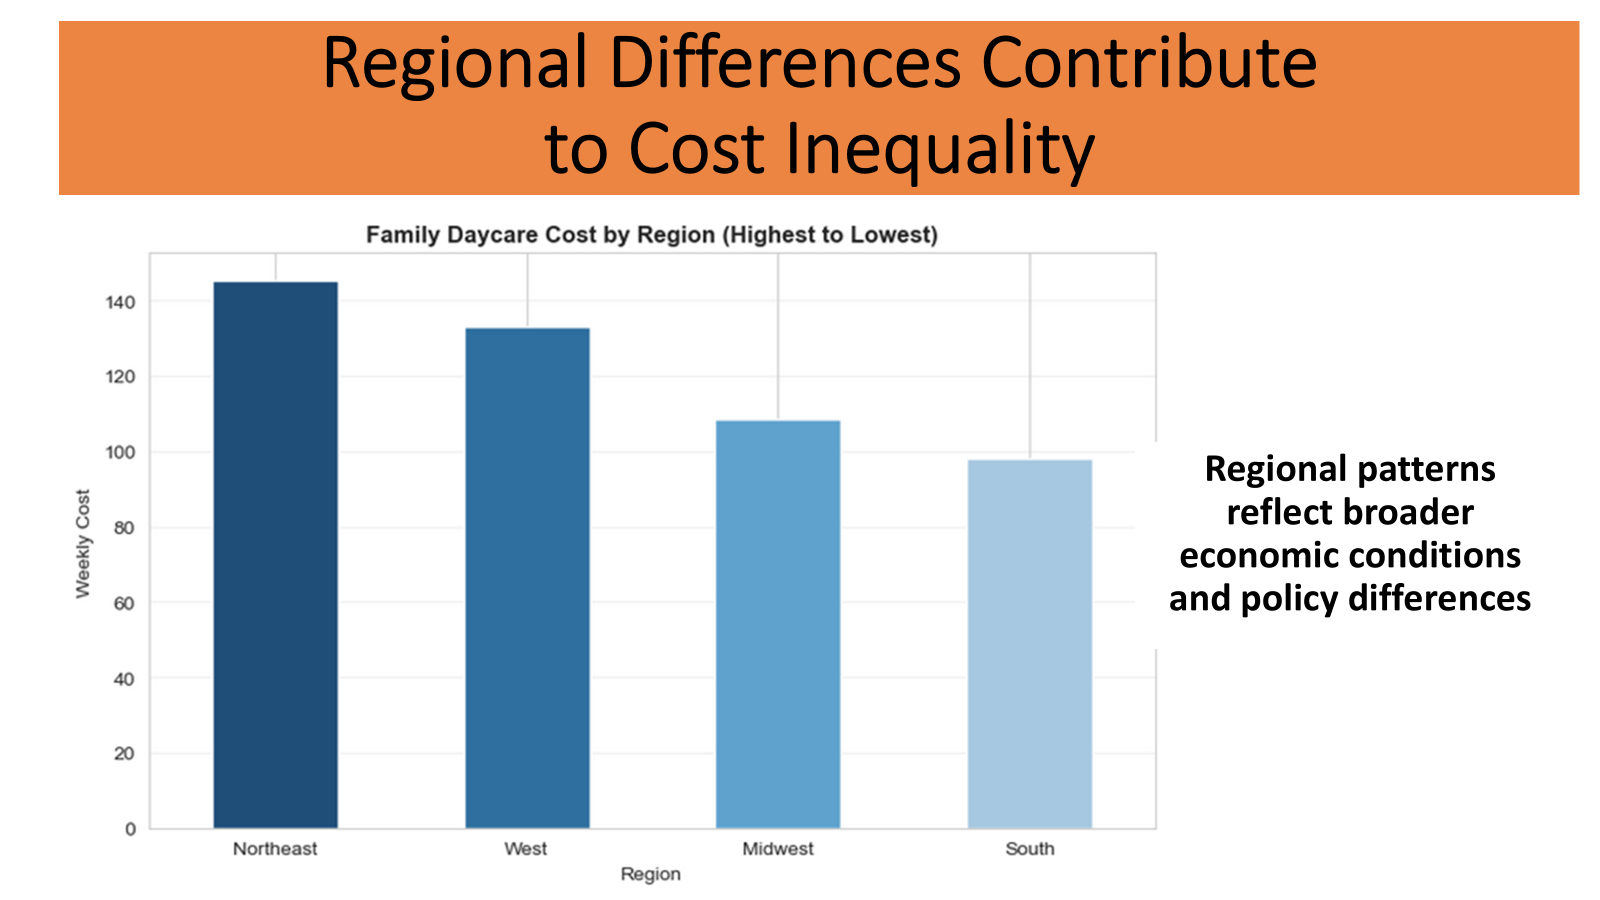 Regional Differences Contribute
to Cost Inequality
Family Daycare Cost by Region (Highest to Lowest)
140
120
100
80
60
40
20
0
Weekly Cost
Northeast
West
Midwest
South
Region
Regional patterns
reflect broader
economic conditions
and policy differences